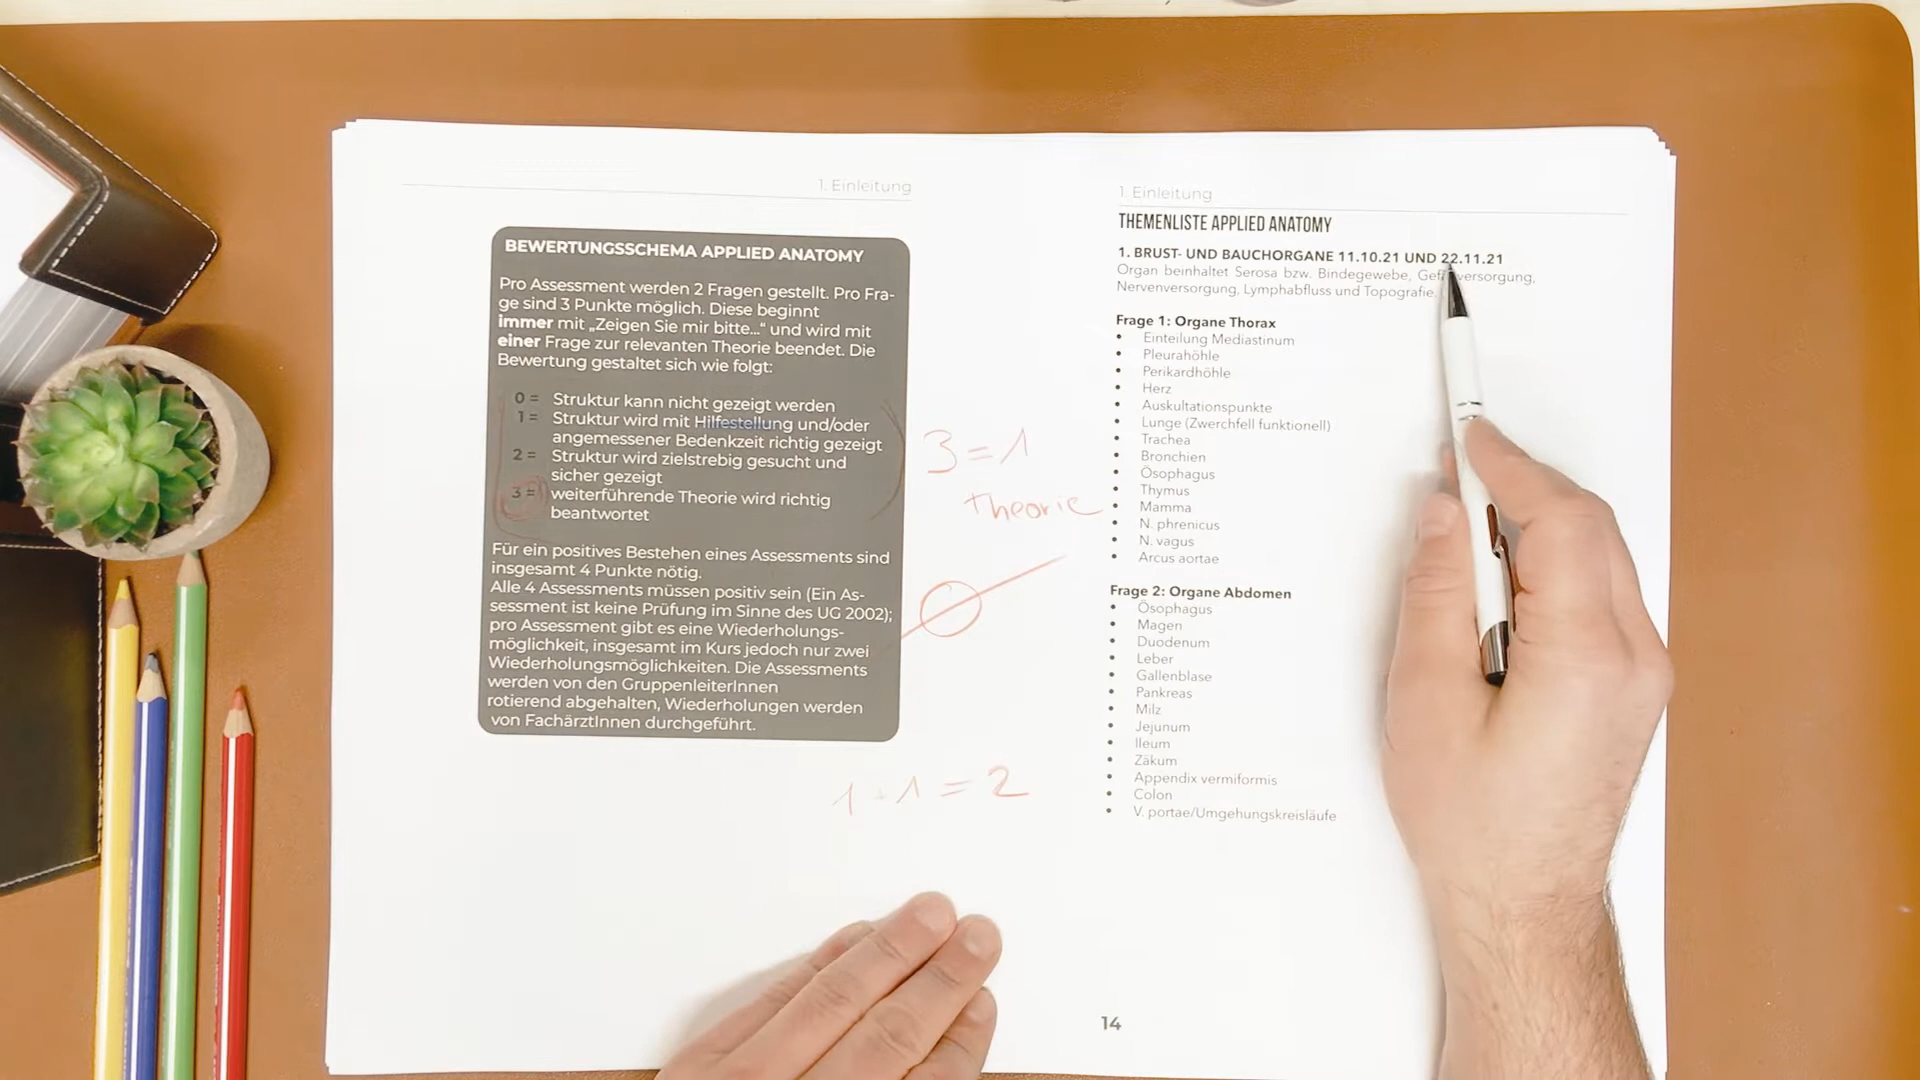 1. Einleitung
BEWERTUNGSSCHEMA APPLIED ANATOMY
Pro Assessment werden 2 Fragen gestellt. Pro Fra-
ge sind 3 Punkte möglich. Diese beginnt
immer mit „Zeigen Sie mir bitte...“ und wird mit
einer Frage zur relevanten Theorie beendet. Die
Bewertung gestaltet sich wie folgt:
0 = Struktur kann nicht gezeigt werden
1 = Struktur wird mit Hilfestellung und/oder
angemessener Bedenkzeit richtig gezeigt
2 = Struktur wird zielstrebig gesucht und
sicher gezeigt
3 = weiterführende Theorie wird richtig
beantwortet
Für ein positives Bestehen eines Assessments sind
insgesamt 4 Punkte nötig.
Alle 4 Assessments müssen positiv sein (Ein As-
sessment ist keine Prüfung im Sinne des UG 2002);
pro Assessment gibt es eine Wiederholungs-
möglichkeit, insgesamt im Kurs jedoch nur zwei
Wiederholungsmöglichkeiten. Die Assessments
werden von den GruppenleiterInnen
rotierend abgehalten, Wiederholungen werden
von FachärztInnen durchgeführt.
3 = 1
Theorie
1 + 1 = 2
1. Einleitung
THEMENLISTE APPLIED ANATOMY
1. BRUST- UND BAUCHORGANE 11.10.21 UND 22.11.21
Organ beinhaltet Serosa bzw. Bindegewebe, versorgung,
Nervenversorgung, Lymphabfluss und Topografie.
Frage 1: Organe Thorax
• Einteilung Mediastinum
• Pleurahöhle
• Perikardhöhle
• Herz
• Auskultationspunkte
• Lunge (Zwerchfell funktionell)
• Trachea
• Bronchien
• Ösophagus
• Thymus
• Mamma
• N. phrenicus
• N. vagus
• Arcus aortae
Frage 2: Organe Abdomen
• Ösophagus
• Magen
• Duodenum
• Leber
• Gallenblase
• Pankreas
• Milz
• Jejunum
• Ileum
• Zäkum
• Appendix vermiformis
• Colon
• V. portae/Umgehungskreisläufe
14